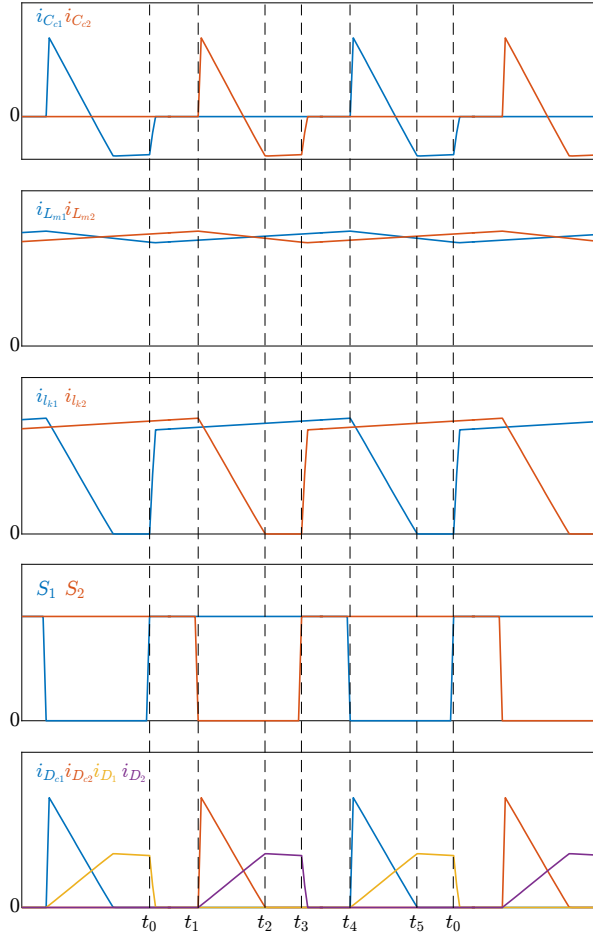 i_{C_{c1}} i_{C_{c2}}
0
i_{L_{m1}} i_{L_{m2}}
0
i_{l_{k1}} i_{l_{k2}}
0
S_1 S_2
0
i_{D_{c1}} i_{D_{c2}} i_{D_1} i_{D_2}
0
t_0 t_1 t_2 t_3 t_4 t_5 t_0